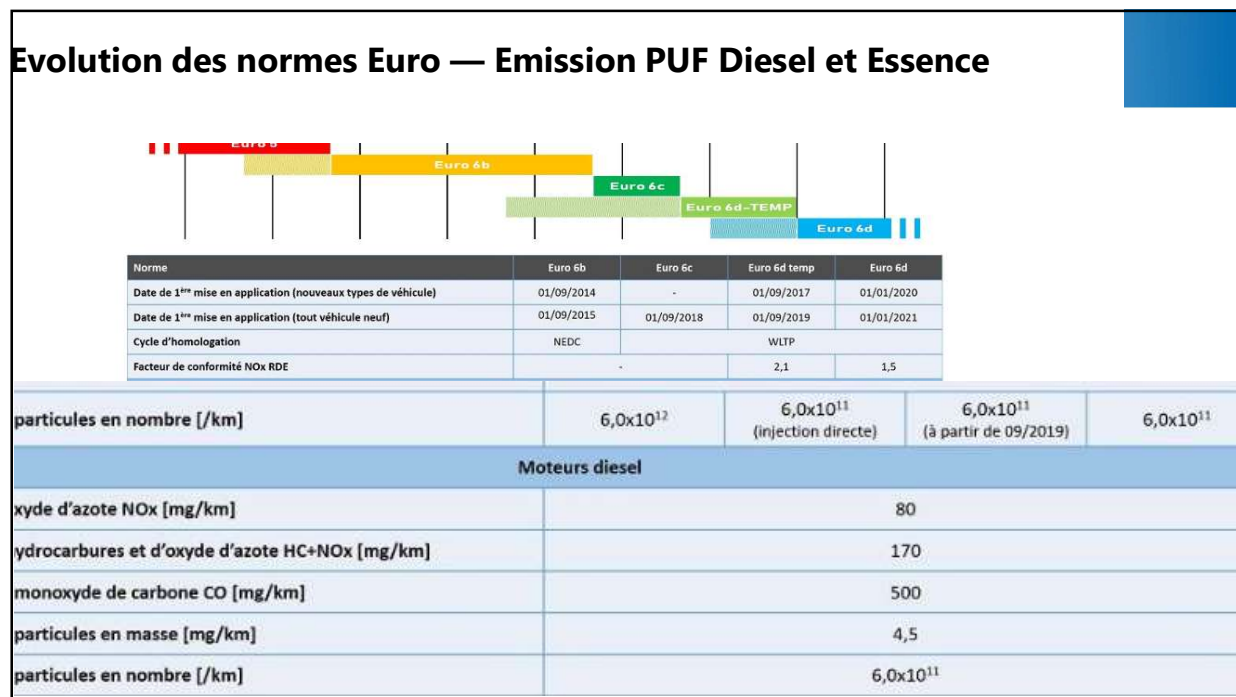 Evolution des normes Euro — Emission PUF Diesel et Essence
Euro 5
Euro 6b
Euro 6c
Euro 6d-TEMP
Euro 6d
Norme Euro 6b Euro 6c Euro 6d temp Euro 6d
Date de 1ère mise en application (nouveaux types de véhicule) 01/09/2014 - 01/09/2017 01/01/2020
Date de 1ère mise en application (tout véhicule neuf) 01/09/2015 01/09/2018 01/09/2019 01/01/2021
Cycle d'homologation NEDC WLTP
Facteur de conformité NOx RDE - 2,1 1,5
particules en nombre [/km] 6,0x10¹² 6,0x10¹¹ (injection directe) 6,0x10¹¹ (à partir de 09/2019) 6,0x10¹¹
Moteurs diesel
xyde d'azote NOx [mg/km] 80
ydrocarbures et d'oxyde d'azote HC+NOx [mg/km] 170
monoxyde de carbone CO [mg/km] 500
particules en masse [mg/km] 4,5
particules en nombre [/km] 6,0x10¹¹